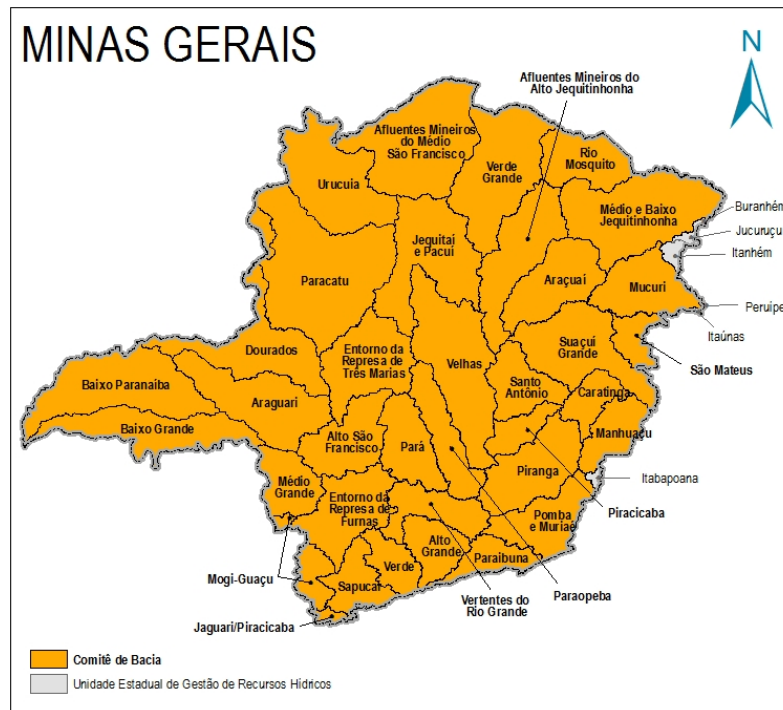 MINAS GERAIS
N
Afluentes Mineiros do
Alto Jequitinhonha
Afluentes Mineiros
do Médio
São Francisco
Verde
Grande
Rio
Mosquito
Urucuia
Médio e Baixo
Jequitinhonha
Buranhém
Jucuruçu
Itanhém
Jequitai
e Pacuí
Paracatu
Araçuai
Mucuri
Peruípe
Itaúnas
Suaçuí
Grande
São Mateus
Dourados
Entorno da
Represa de
Três Marias
Velhas
Baixo Paranaiba
Santo
Antônio
Caratinga
Araguari
Baixo Grande
Manhuaçu
Alto São
Francisco
Pará
Piranga
Itabapoana
Médio
Grande
Entorno da
Represa de
Furnas
Piracicaba
Pomba
e Muriaé
Alto
Grande
Paraibuna
Verde
Sapucaí
Mogi-Guaçu
Paraopeba
Vertentes do
Rio Grande
Jaguari/Piracicaba
Comitê de Bacia
Unidade Estadual de Gestão de Recursos Hídricos